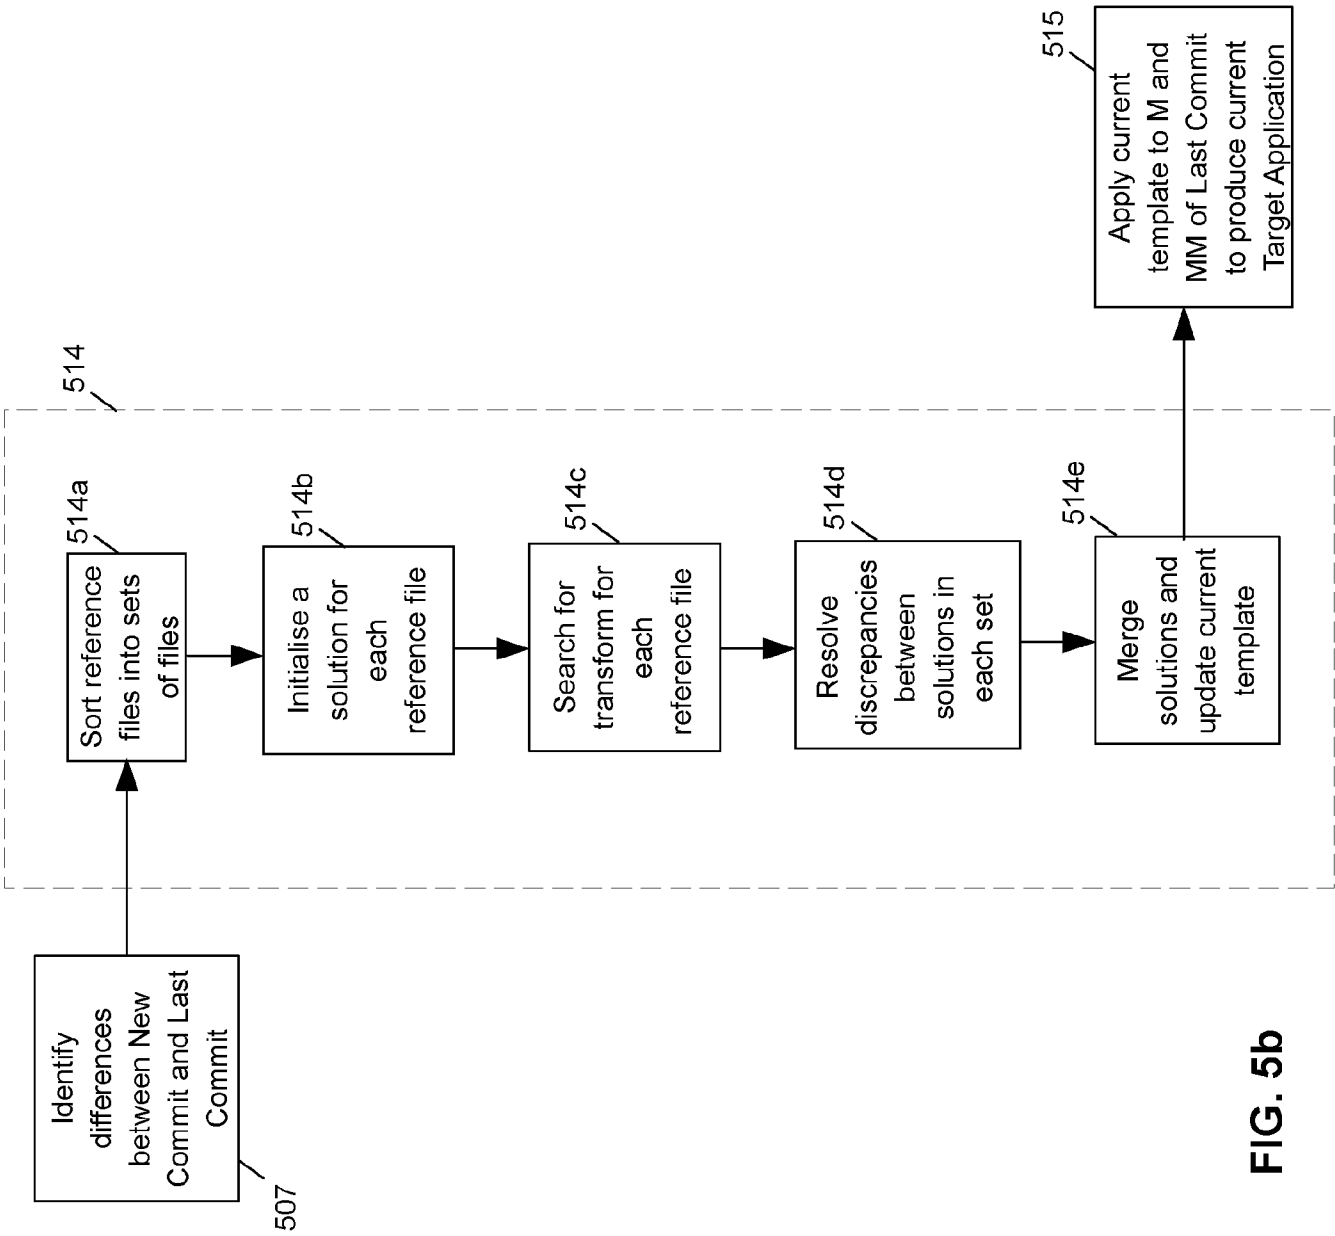 507
Identify
differences
between New
Commit and Last
Commit
514
514a
Sort reference
files into sets
of files
514b
Initialise a
solution for
each
reference file
514c
Search for
transform for
each
reference file
514d
Resolve
discrepancies
between
solutions in
each set
514e
Merge
solutions and
update current
template
515
Apply current
template to M and
MM of Last Commit
to produce current
Target Application
FIG. 5b